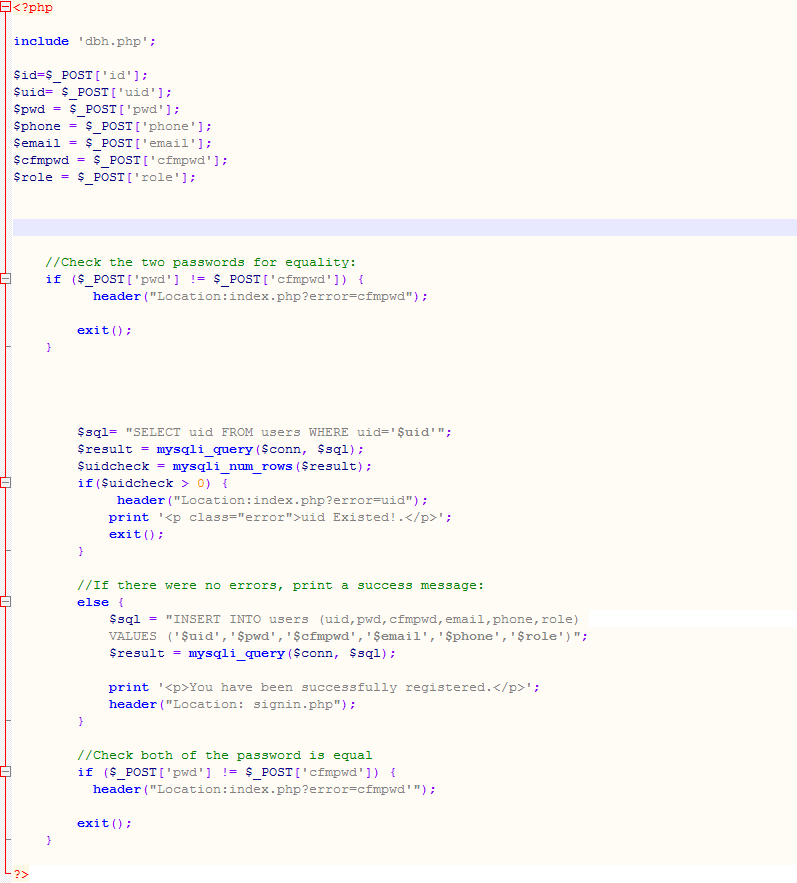 <?php
include 'dbh.php';
$id=$_POST['id'];
$uid= $_POST['uid'];
$pwd = $_POST['pwd'];
$phone = $_POST['phone'];
$email = $_POST['email'];
$cfmpwd = $_POST['cfmpwd'];
$role = $_POST['role'];
//Check the two passwords for equality:
if ($_POST['pwd'] != $_POST['cfmpwd']) {
header("Location:index.php?error=cfmpwd");
exit();
}
$sql= "SELECT uid FROM users WHERE uid='$uid'";
$result = mysqli_query($conn, $sql);
$uidcheck = mysqli_num_rows($result);
if($uidcheck > 0) {
header("Location:index.php?error=uid");
print '<p class="error">uid Existed!.</p>';
exit();
}
//If there were no errors, print a success message:
else {
$sql = "INSERT INTO users (uid,pwd,cfmpwd,email,phone,role)
VALUES ('$uid','$pwd','$cfmpwd','$email','$phone','$role')";
$result = mysqli_query($conn, $sql);
print '<p>You have been successfully registered.</p>';
header("Location: signin.php");
}
//Check both of the password is equal
if ($_POST['pwd'] != $_POST['cfmpwd']) {
header("Location:index.php?error=cfmpwd'");
exit();
}
?>